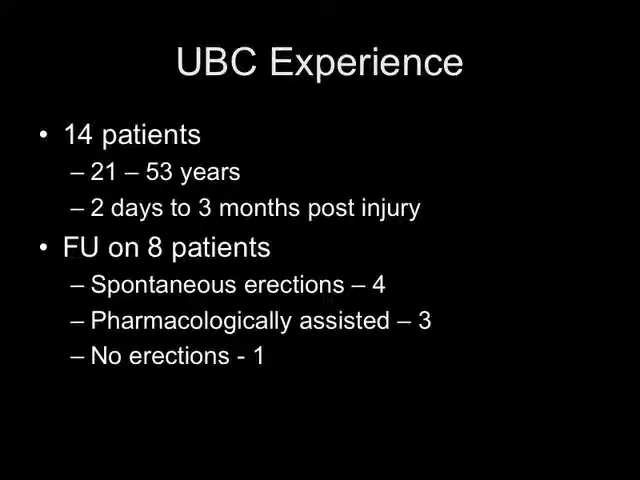 UBC Experience
• 14 patients
– 21 – 53 years
– 2 days to 3 months post injury
• FU on 8 patients
– Spontaneous erections – 4
– Pharmacologically assisted – 3
– No erections - 1